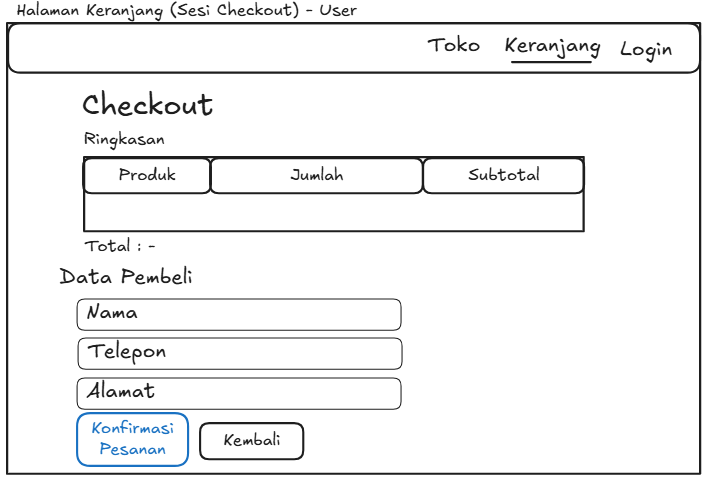 Halaman Keranjang (Sesi Checkout) - User
Toko Keranjang Login
Checkout
Ringkasan
Produk Jumlah Subtotal
Total : -
Data Pembeli
Nama
Telepon
Alamat
Konfirmasi
Pesanan
Kembali